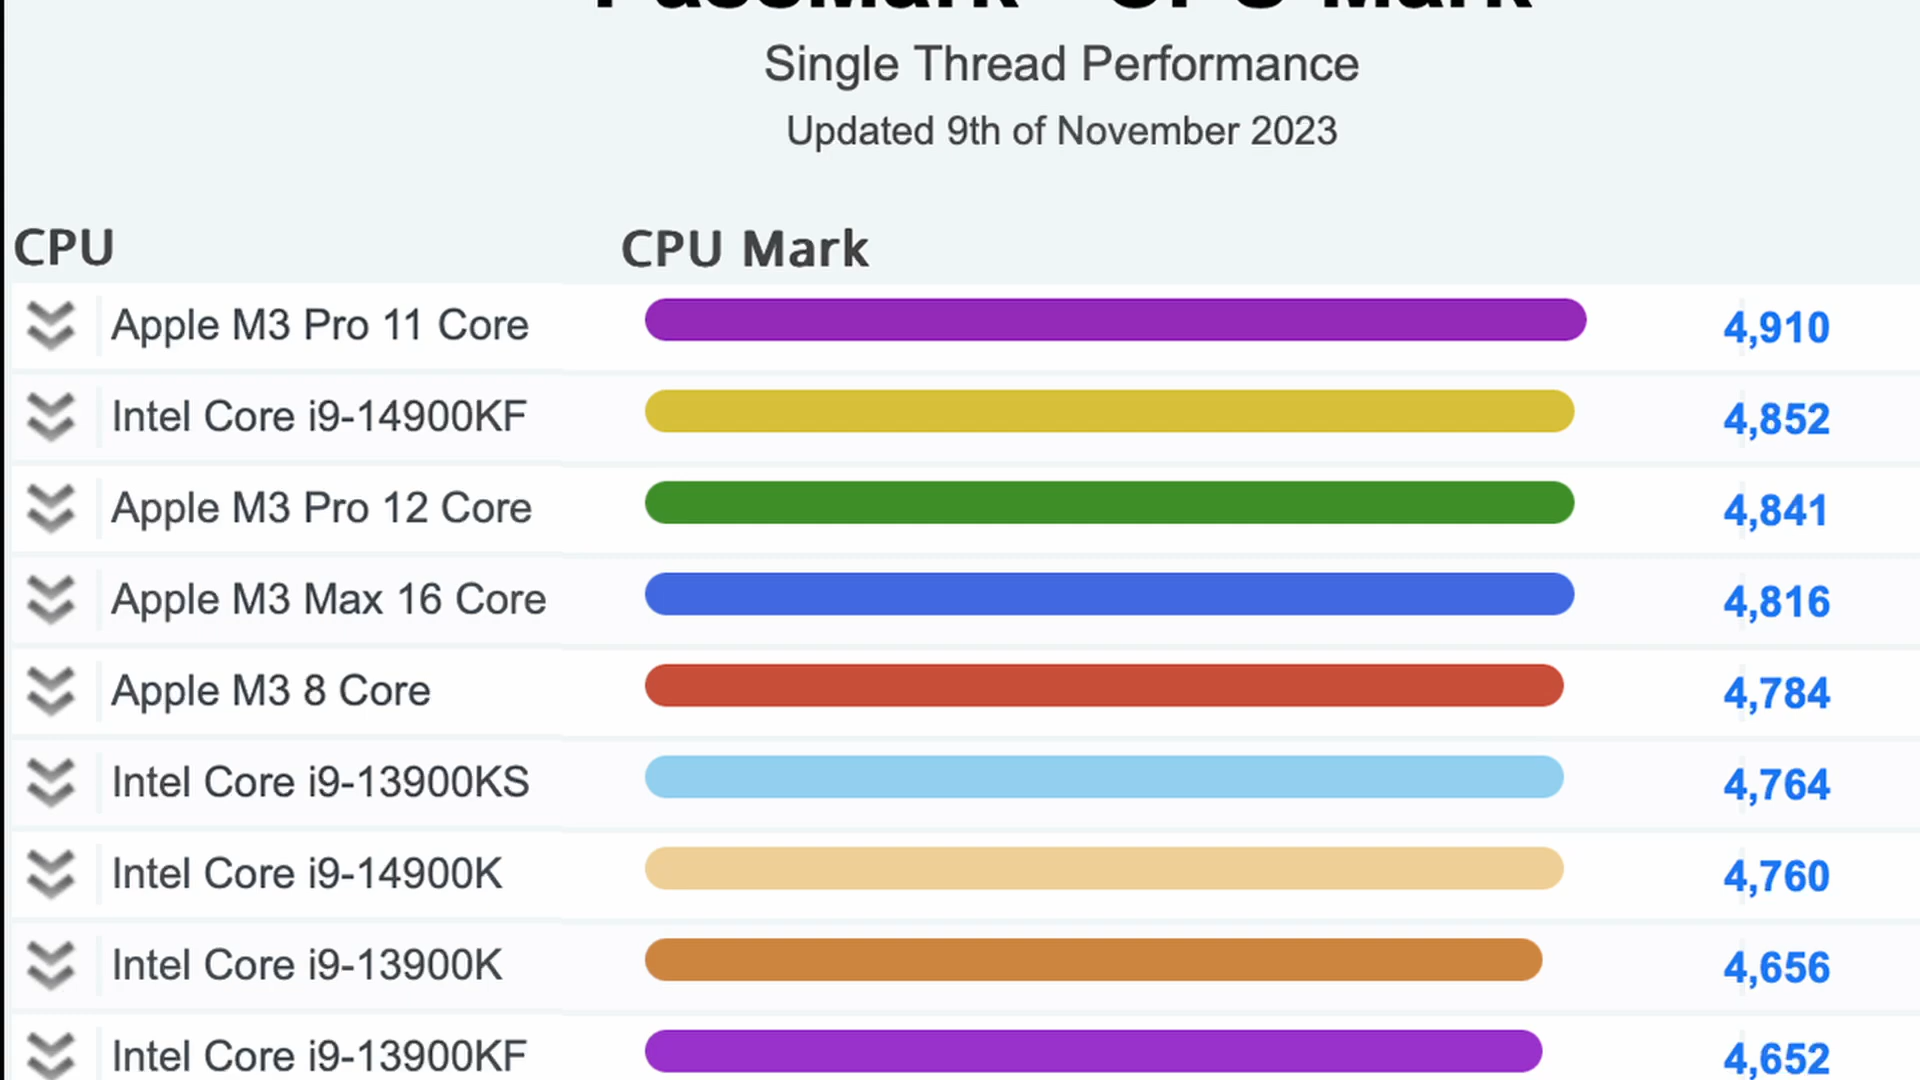 PassMark - CPU Mark
Single Thread Performance
Updated 9th of November 2023
CPU CPU Mark
Apple M3 Pro 11 Core 4,910
Intel Core i9-14900KF 4,852
Apple M3 Pro 12 Core 4,841
Apple M3 Max 16 Core 4,816
Apple M3 8 Core 4,784
Intel Core i9-13900KS 4,764
Intel Core i9-14900K 4,760
Intel Core i9-13900K 4,656
Intel Core i9-13900KF 4,652